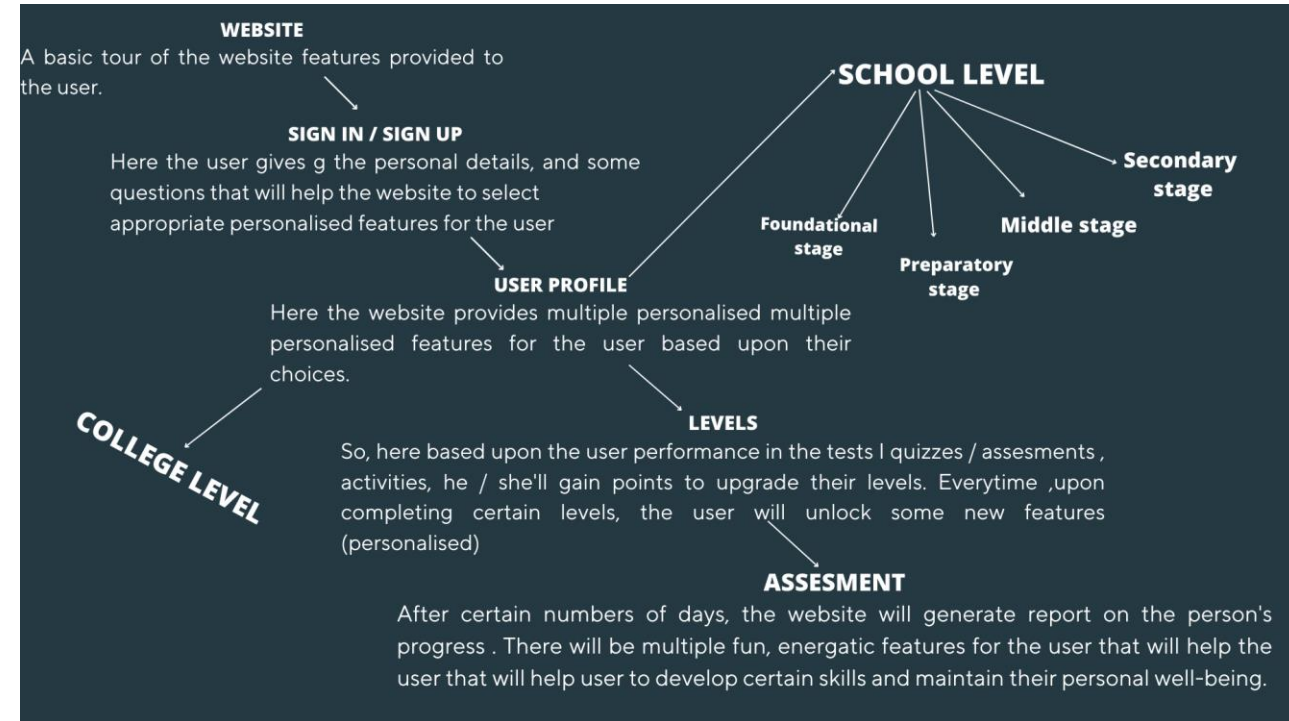 WEBSITE
A basic tour of the website features provided to
the user.
SIGN IN / SIGN UP
Here the user gives g the personal details, and some
questions that will help the website to select
appropriate personalised features for the user
USER PROFILE
Here the website provides multiple personalised multiple
personalised features for the user based upon their
choices.
SCHOOL LEVEL
Foundational
stage
Preparatory
stage
Middle stage
Secondary
stage
COLLEGE LEVEL
LEVELS
So, here based upon the user performance in the tests l quizzes / assesments ,
activities, he / she'll gain points to upgrade their levels. Everytime ,upon
completing certain levels, the user will unlock some new features
(personalised)
ASSESMENT
After certain numbers of days, the website will generate report on the person's
progress . There will be multiple fun, energatic features for the user that will help the
user that will help user to develop certain skills and maintain their personal well-being.